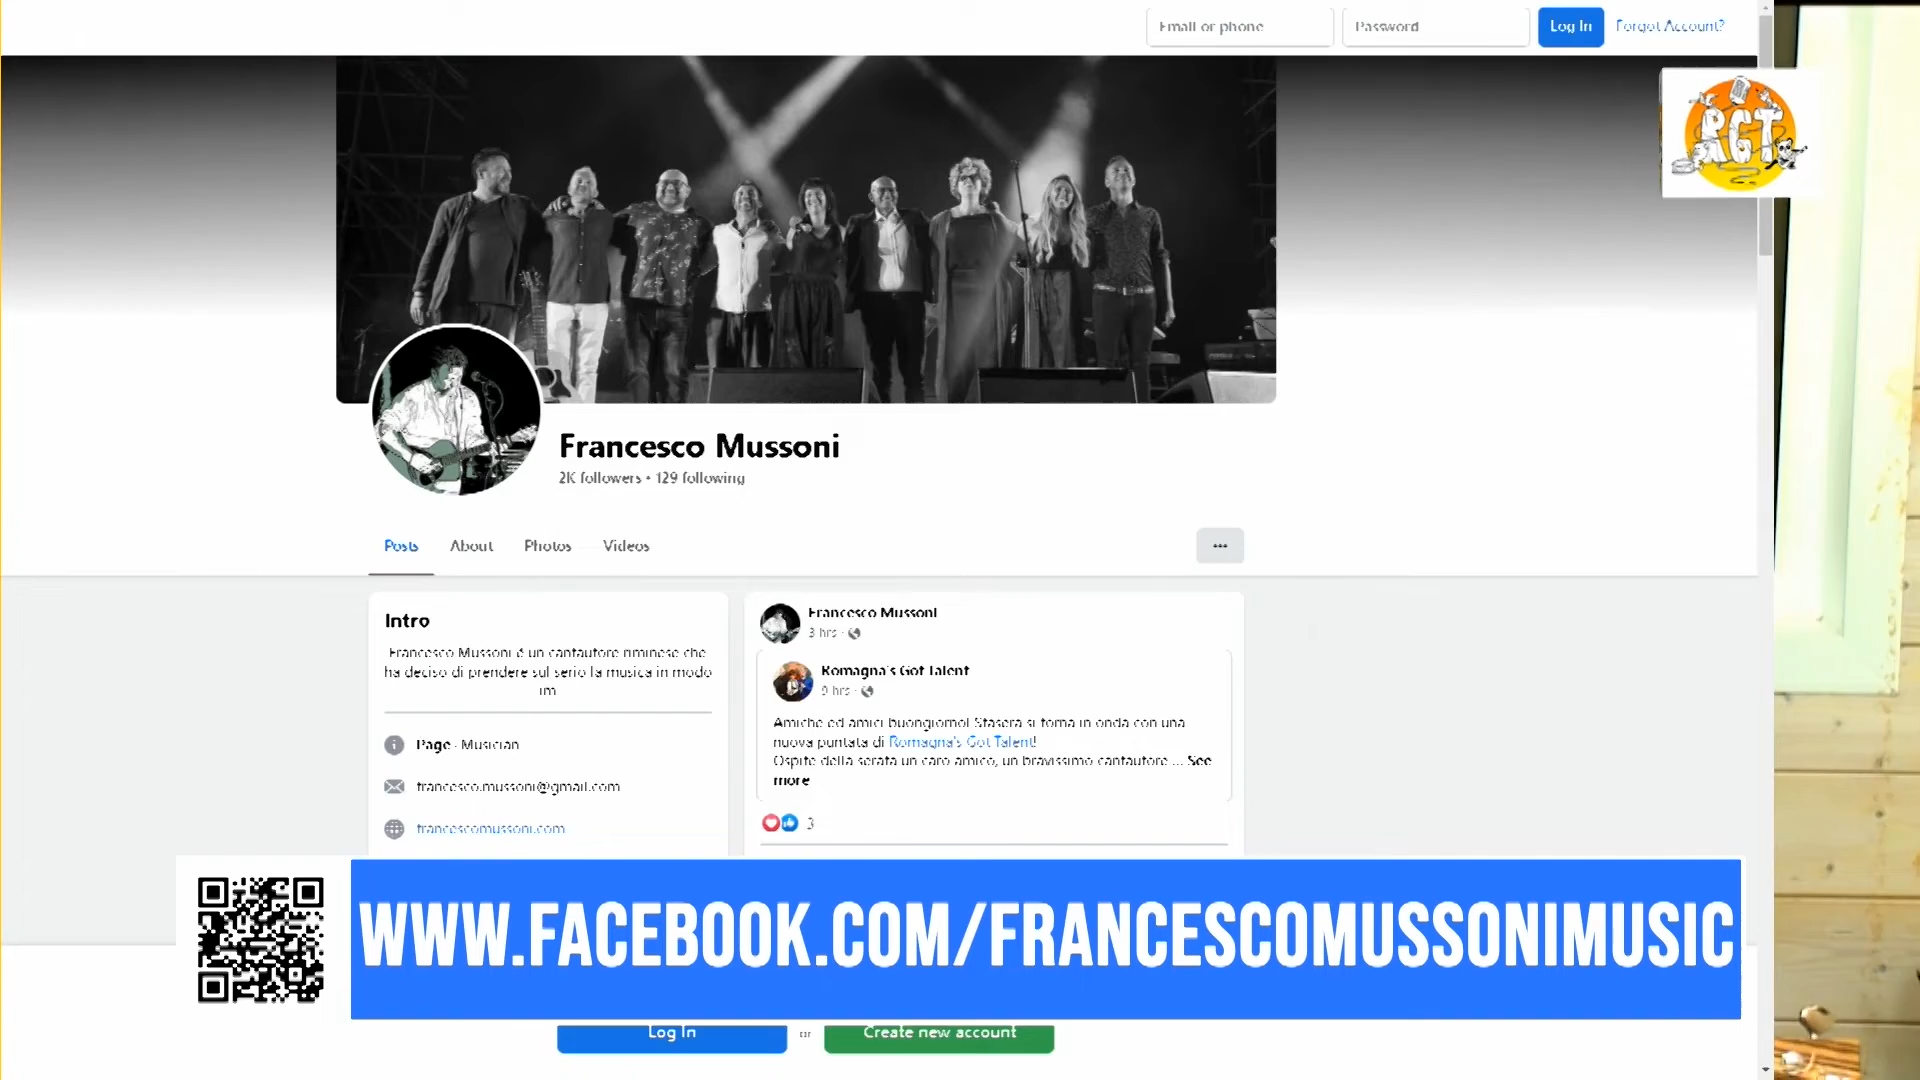 Email or phone
Password
Log In
Forgot Account?
RGT
Francesco Mussoni
2K followers • 129 following
Posts
About
Photos
Videos
Intro
Francesco Mussoni è un cantautore riminese che
ha deciso di prendere sul serio la musica in modo
im
Page · Musician
francesco.mussoni@gmail.com
francescomussoni.com
Francesco Mussoni
3 hrs ·
Romagna's Got Talent
9 hrs ·
Amiche ed amici buongiorno! Stasera si torna in onda con una
nuova puntata di Romagna's Got Talent!
Ospite della serata un caro amico, un bravissimo cantautore ... See
more
3
WWW.FACEBOOK.COM/FRANCESCOMUSSONIMUSIC
Log In
or
Create new account